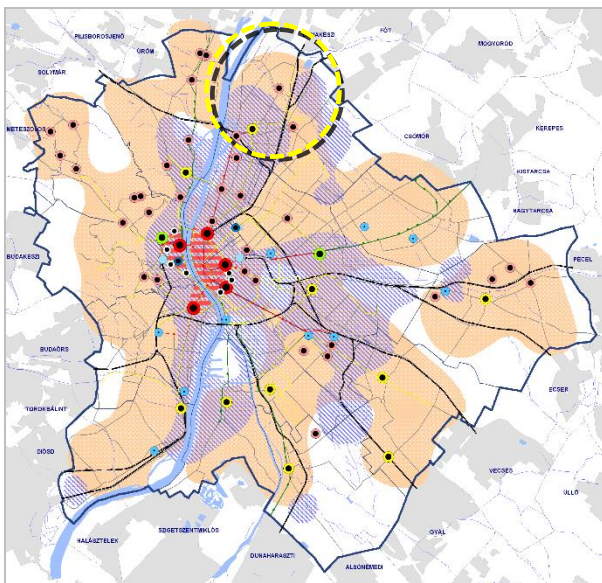 PILISBOROSJENŐ
ÜRÖM
FÓT
MOGYORÓD
SOLYMÁR
CSÖMÖR
KEREPES
KISTARCSA
NAGYTARCSA
PÉCEL
BUDAKESZI
BUDAÖRS
ECSER
TÖRÖKBÁLINT
DIÓSD
VECSÉS
ÜLLŐ
GYÁL
HALÁSZTELEK
SZIGETSZENTMIKLÓS
DUNAHARASZTI
ALSÓNÉMEDI